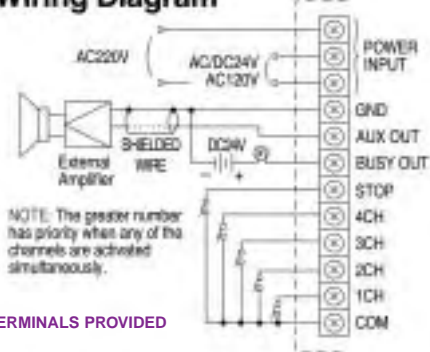 Wiring Diagram
AC220V
AC/DC24V
AC120V
POWER
INPUT
GND
AUX OUT
BUSY OUT
STOP
4CH
3CH
2CH
1CH
COM
SHIELDED
WIRE
DC24V
- +
External
Amplifier
NOTE: The greater number
has priority when any of the
channels are activated
simultaneously.
ERMINALS PROVIDED